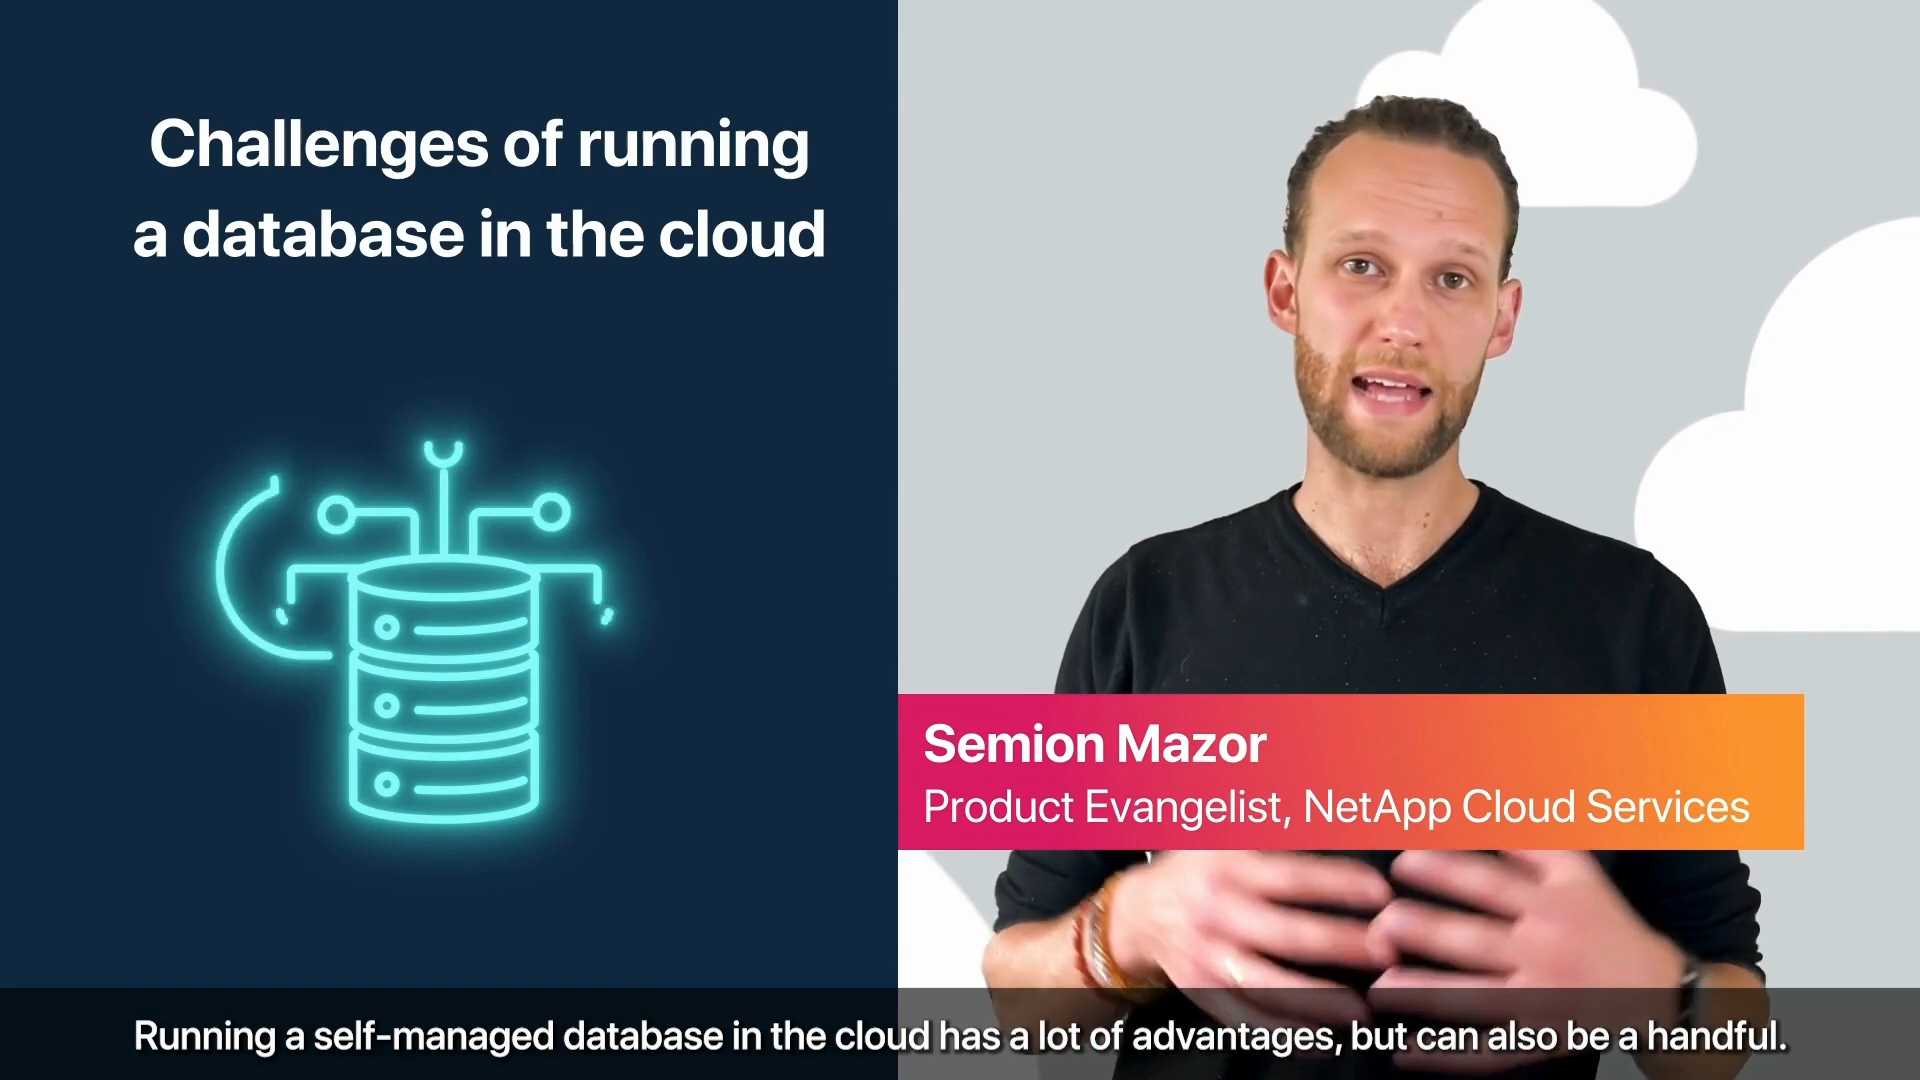 Challenges of running
a database in the cloud
Semion Mazor
Product Evangelist, NetApp Cloud Services
Running a self-managed database in the cloud has a lot of advantages, but can also be a handful.